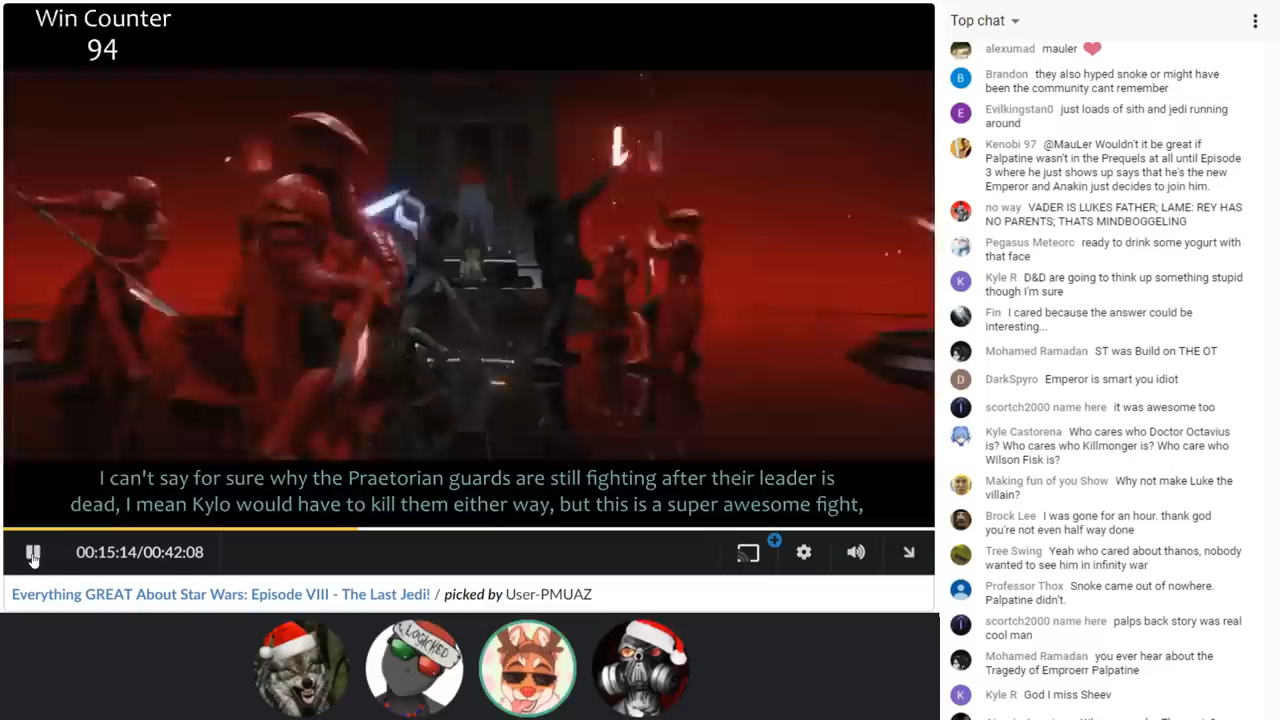 Win Counter
94
I can't say for sure why the Praetorian guards are still fighting after their leader is
dead, I mean Kylo would have to kill them either way, but this is a super awesome fight,
00:15:14/00:42:08
Everything GREAT About Star Wars: Episode VIII - The Last Jedi! / picked by User-PMUAZ
LOGICKED
Top chat
alexumad mauler
B
Brandon they also hyped snoke or might have
been the community cant remember
E
Evilkingstan0 just loads of sith and jedi running
around
Kenobi 97 @MauLer Wouldn't it be great if
Palpatine wasn't in the Prequels at all until Episode
3 where he just shows up says that he's the new
Emperor and Anakin just decides to join him.
no way VADER IS LUKES FATHER; LAME: REY HAS
NO PARENTS; THATS MINDBOGGELING
Pegasus Meteorc ready to drink some yogurt with
that face
K
Kyle R D&D are going to think up something stupid
though I'm sure
Fin I cared because the answer could be
interesting...
Mohamed Ramadan ST was Build on THE OT
D
DarkSpyro Emperor is smart you idiot
scortch2000 name here it was awesome too
Kyle Castorena Who cares who Doctor Octavius
is? Who cares who Killmonger is? Who care who
Wilson Fisk is?
Making fun of you Show Why not make Luke the
villain?
Brock Lee I was gone for an hour. thank god
you're not even half way done
Tree Swing Yeah who cared about thanos, nobody
wanted to see him in infinity war
Professor Thox Snoke came out of nowhere.
Palpatine didn't.
scortch2000 name here palps back story was real
cool man
Mohamed Ramadan you ever hear about the
Tragedy of Emproerr Palpatine
K
Kyle R God I miss Sheev